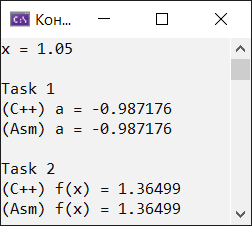 Кон...
x = 1.05
Task 1
(C++) a = -0.987176
(Asm) a = -0.987176
Task 2
(C++) f(x) = 1.36499
(Asm) f(x) = 1.36499